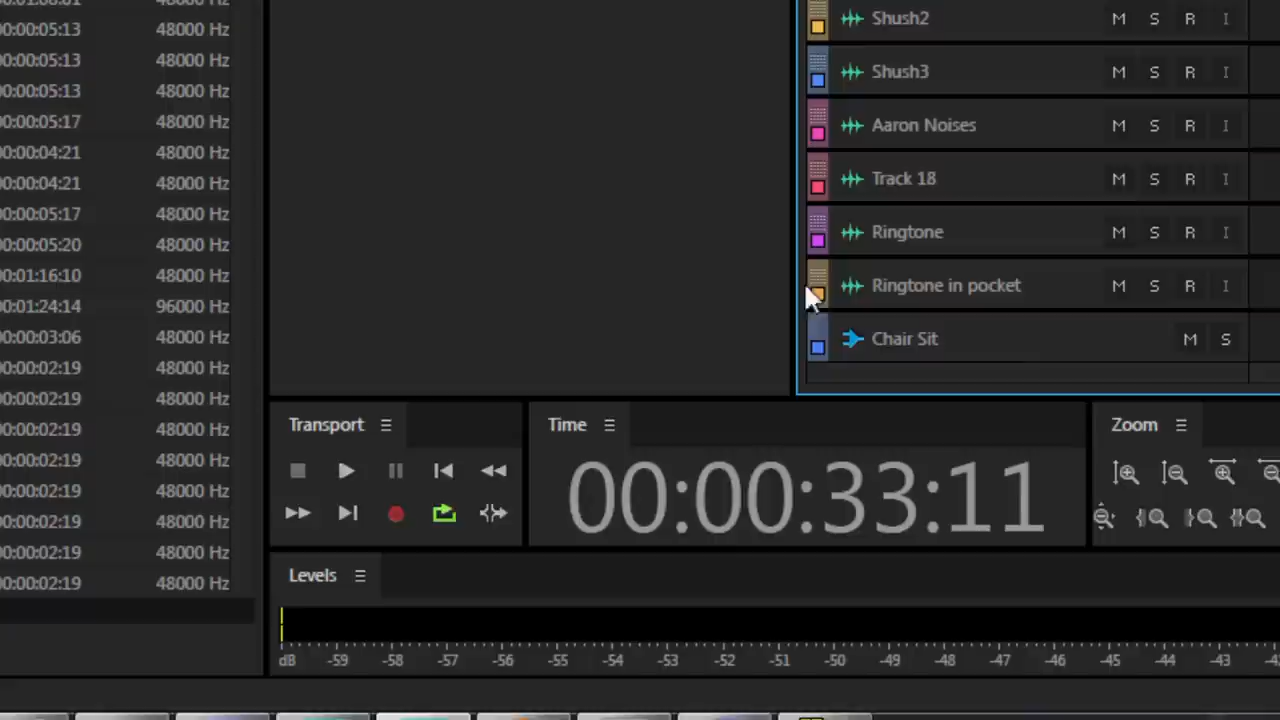 00:01:08:01
00:00:05:13 48000 Hz
00:00:05:13 48000 Hz
00:00:05:13 48000 Hz
00:00:05:17 48000 Hz
00:00:04:21 48000 Hz
00:00:04:21 48000 Hz
00:00:05:17 48000 Hz
00:00:05:20 48000 Hz
00:01:16:10 48000 Hz
00:01:24:14 96000 Hz
00:00:03:06 48000 Hz
00:00:02:19 48000 Hz
00:00:02:19 48000 Hz
00:00:02:19 48000 Hz
00:00:02:19 48000 Hz
00:00:02:19 48000 Hz
00:00:02:19 48000 Hz
00:00:02:19 48000 Hz
00:00:02:19 48000 Hz
Shush2 M S R I
Shush3 M S R I
Aaron Noises M S R I
Track 18 M S R I
Ringtone M S R I
Ringtone in pocket M S R I
Chair Sit M S
Transport
Time
00:00:33:11
Zoom
Levels
dB -59 -58 -57 -56 -55 -54 -53 -52 -51 -50 -49 -48 -47 -46 -45 -44 -43